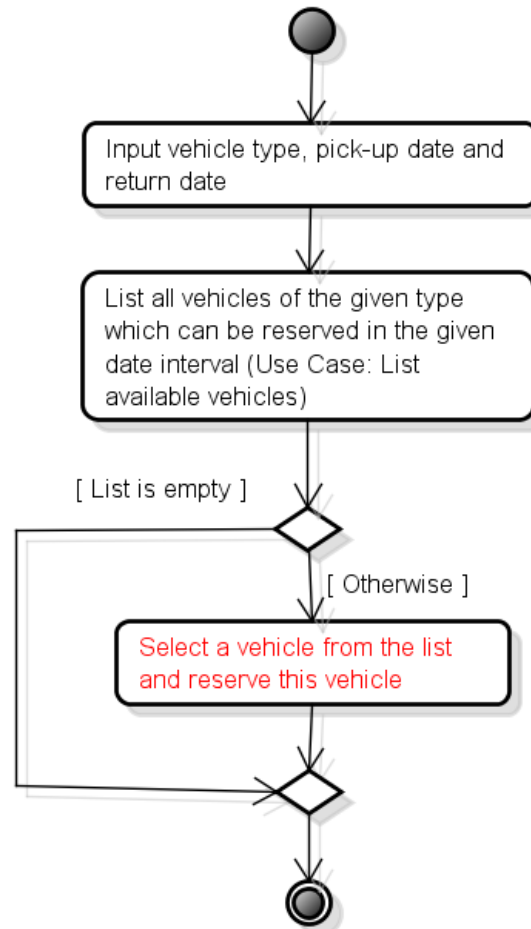 Input vehicle type, pick-up date and
return date
List all vehicles of the given type
which can be reserved in the given
date interval (Use Case: List
available vehicles)
[ List is empty ]
[ Otherwise ]
Select a vehicle from the list
and reserve this vehicle